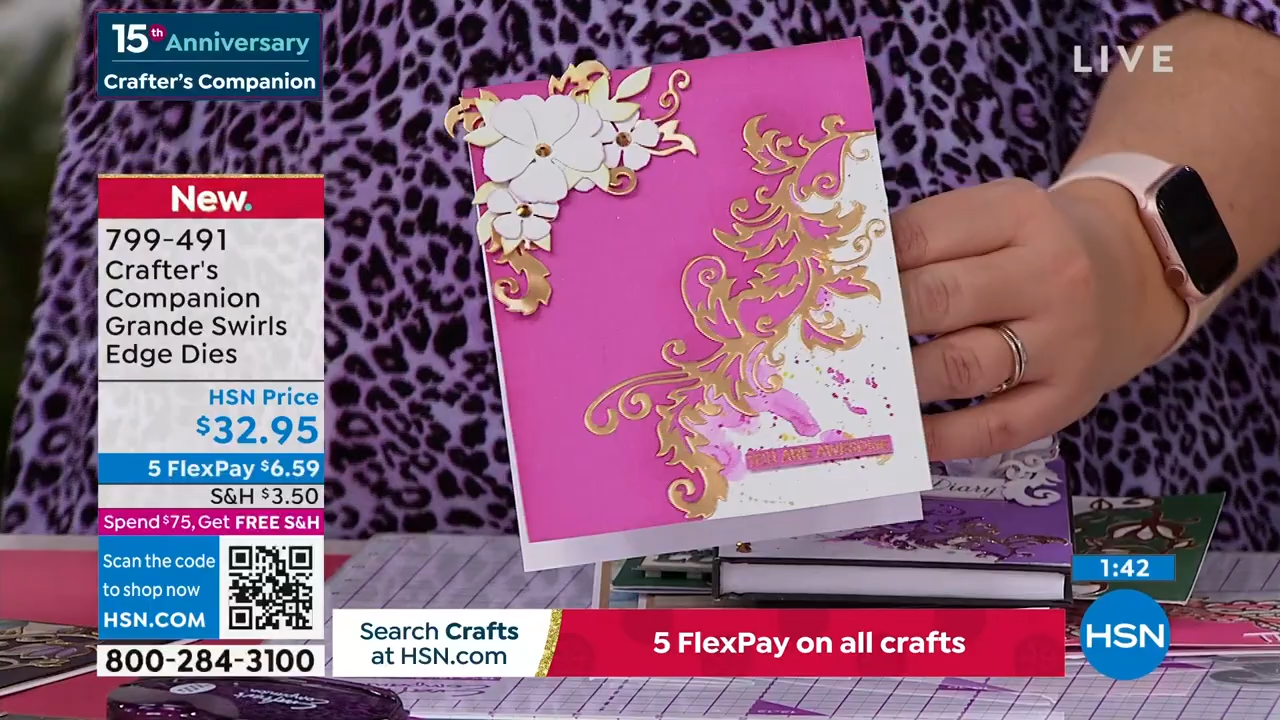 15th Anniversary
Crafter's Companion
LIVE
New.
799-491
Crafter's
Companion
Grande Swirls
Edge Dies
HSN Price
$32.95
5 FlexPay $6.59
S&H $3.50
Spend $75, Get FREE S&H
Scan the code
to shop now
HSN.COM
800-284-3100
YOU ARE AWESOME
Diary
1:42
HSN
Search Crafts
at HSN.com
5 FlexPay on all crafts
Crafter's
Companion